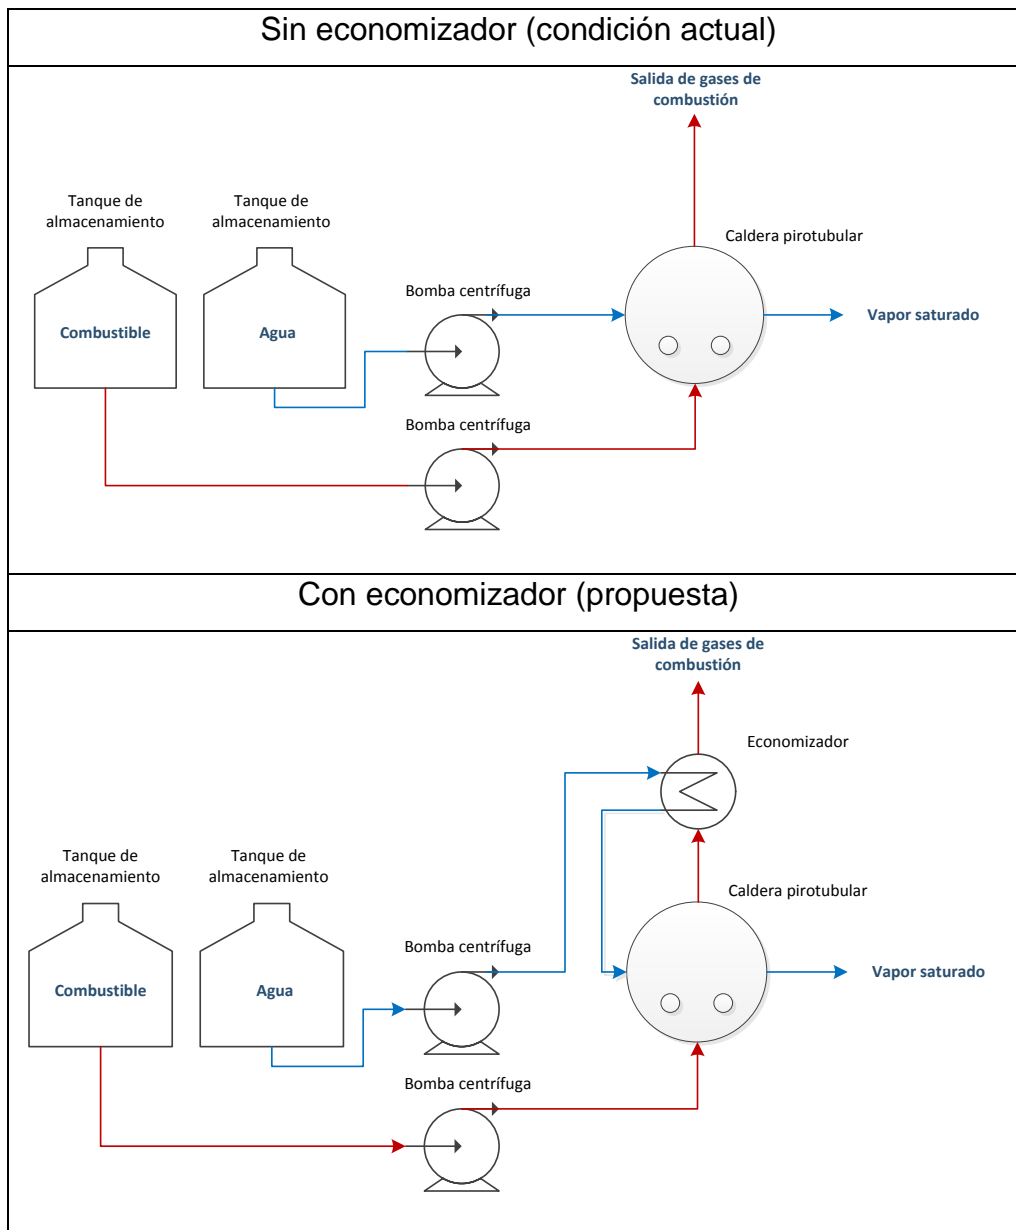 Sin economizador (condición actual)
Salida de gases de
combustión
Tanque de
almacenamiento
Tanque de
almacenamiento
Caldera pirotubular
Bomba centrífuga
Combustible
Agua
Vapor saturado
Bomba centrífuga
Con economizador (propuesta)
Salida de gases de
combustión
Economizador
Tanque de
almacenamiento
Tanque de
almacenamiento
Caldera pirotubular
Bomba centrífuga
Combustible
Agua
Vapor saturado
Bomba centrífuga